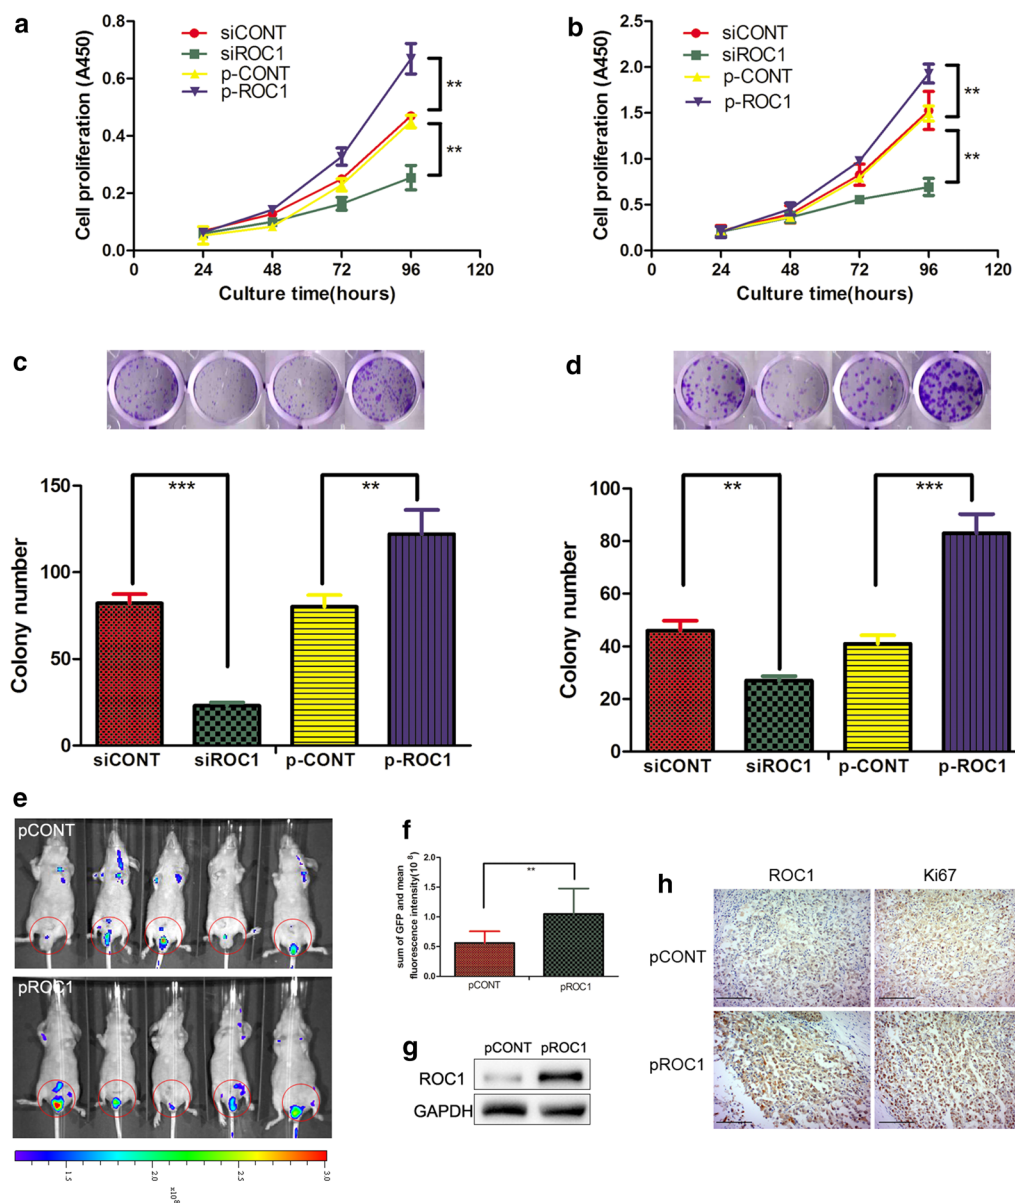 a
Cell proliferation (A450)
0.8
0.6
0.4
0.2
0.0
siCONT
siROC1
p-CONT
p-ROC1
**
**
0 24 48 72 96 120
Culture time(hours)
b
Cell proliferation (A450)
2.5
2.0
1.5
1.0
0.5
0.0
siCONT
siROC1
p-CONT
p-ROC1
**
**
0 24 48 72 96 120
Culture time(hours)
c
Colony number
150
100
50
0
***
**
siCONT siROC1 p-CONT p-ROC1
d
Colony number
100
80
60
40
20
0
**
***
siCONT siROC1 p-CONT p-ROC1
e
pCONT
pROC1
1.5 2.0 2.5 3.0
x10⁸
f
sum of GFP and mean
fluorescence intensity(10 8)
2.0
1.5
1.0
0.5
0.0
**
pCONT pROC1
g
pCONT pROC1
ROC1
GAPDH
h
ROC1 Ki67
pCONT
pROC1